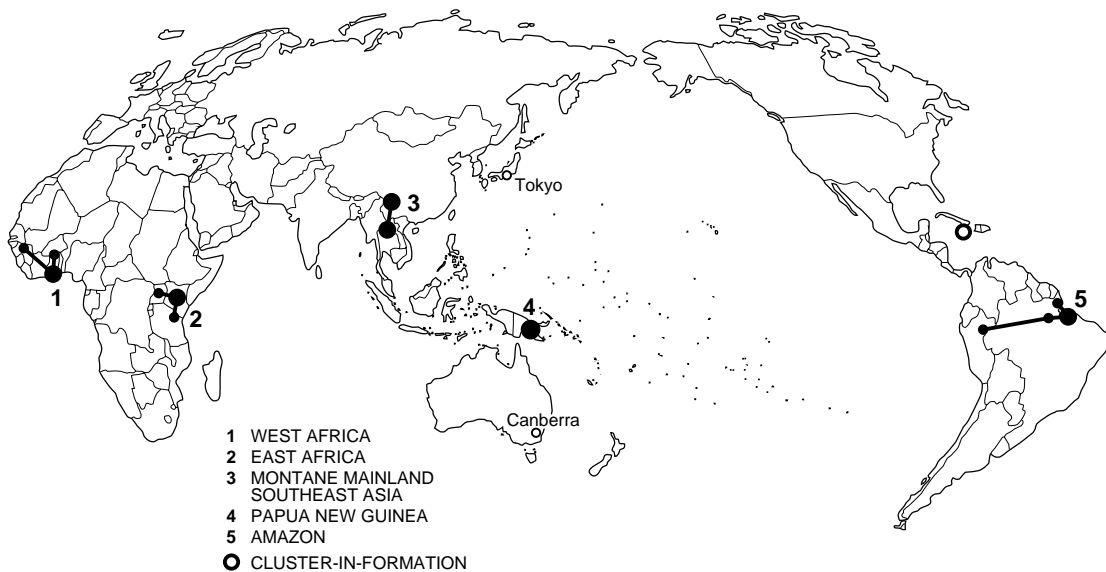 Tokyo
3
4
5
1
2
Canberra
1 WEST AFRICA
2 EAST AFRICA
3 MONTANE MAINLAND
SOUTHEAST ASIA
4 PAPUA NEW GUINEA
5 AMAZON
CLUSTER-IN-FORMATION